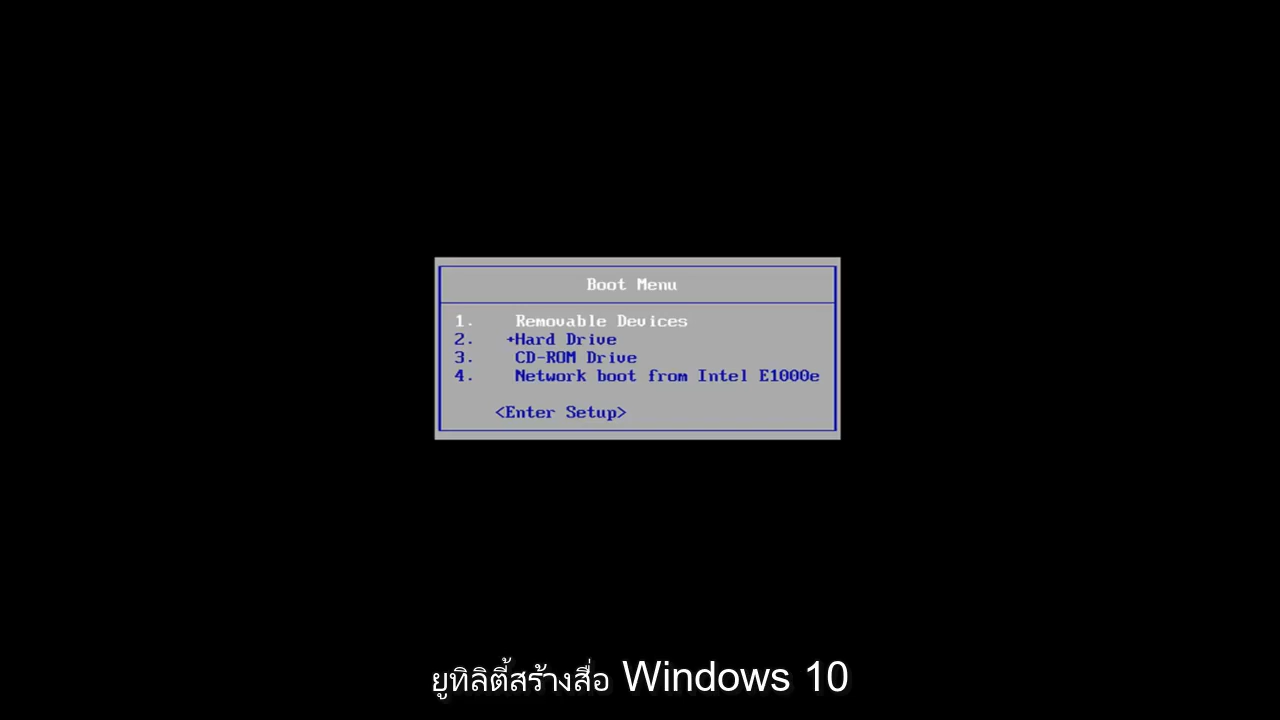 Boot Menu
1. Removable Devices
2. +Hard Drive
3. CD-ROM Drive
4. Network boot from Intel E1000e
<Enter Setup>
ยูทิลิตี้สร้างสื่อ Windows 10